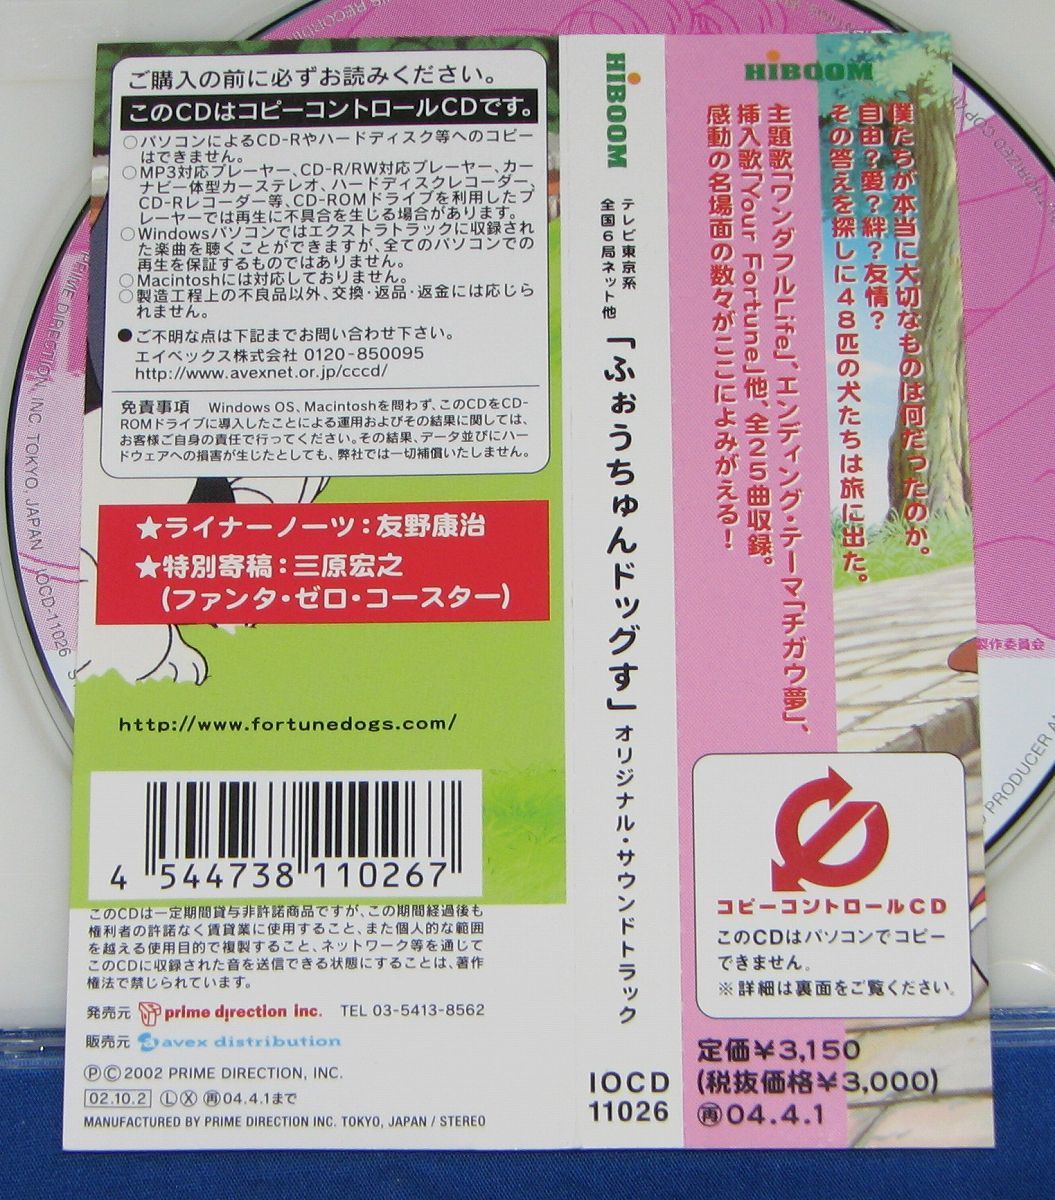 ご購入の前に必ずお読みください。
このCDはコピーコントロールCDです。
○パソコンによるCD-Rやハードディスク等へのコピー
はできません。
○MP3対応プレーヤー、CD-R/RW対応プレーヤー、カー
ナビ一体型カーステレオ、ハードディスクレコーダー、
CD-Rレコーダー等、CD-ROMドライブを利用したプ
レーヤーでは再生に不具合を生じる場合があります。
○Windowsパソコンではエクストラトラックに収録され
た楽曲を聴くことができますが、全てのパソコンでの
再生を保証するものではありません。
○Macintoshには対応しておりません。
○製造工程上の不良品以外、交換・返品・返金には応じら
れません。
●ご不明な点は下記までお問い合わせ下さい。
エイベックス株式会社 0120-850095
http://www.avexnet.or.jp/cccd/
免責事項 Windows OS、Macintoshを問わず、このCDをCD-
ROMドライブに導入したことによる運用およびその結果に関しては、
お客様ご自身の責任で行ってください。その結果、データ並びにハー
ドウェアへの損害が生じたとしても、弊社では一切補償いたしません。
★ライナーノーツ：友野康治
★特別寄稿：三原宏之
(ファンタ・ゼロ・コースター)
http://www.fortunedogs.com/
4 544738 110267
このCDは一定期間貸与非許諾商品ですが、この期間経過後も
権利者の許諾なく賃貸業に使用すること、また個人的な範囲
を越える使用目的で複製すること、ネットワーク等を通じて
このCDに収録された音を送信できる状態にすることは、著作
権法で禁じられています。
発売元 prime direction inc. TEL 03-5413-8562
販売元 avex distribution
ⓅⒸ2002 PRIME DIRECTION, INC.
02.10.2 ⓁⓍ㋐04.4.1まで
MANUFACTURED BY PRIME DIRECTION INC. TOKYO, JAPAN / STEREO
HiBOOM
テレビ東京系
全国6局ネット他
「ふぉうちゅんドッグす」オリジナル・サウンドトラック
IOCD
11026
HiBOOM
僕たちが本当に大切なものは何だったのか。
自由？愛？絆？友情？
その答えを探しに48匹の犬たちは旅に出た。
主題歌「ワンダフルLife」、エンディング・テーマ「チガウ夢」、
挿入歌「Your Fortune」他、全25曲収録。
感動の名場面の数々がここによみがえる！
コピーコントロールCD
このCDはパソコンでコピー
できません。
※詳細は裏面をご覧ください。
定価¥3,150
(税抜価格¥3,000)
再04.4.1
PRIME DIRECTION, INC. TOKYO, JAPAN
IOCD-11026
製作委員会
PRODUCER